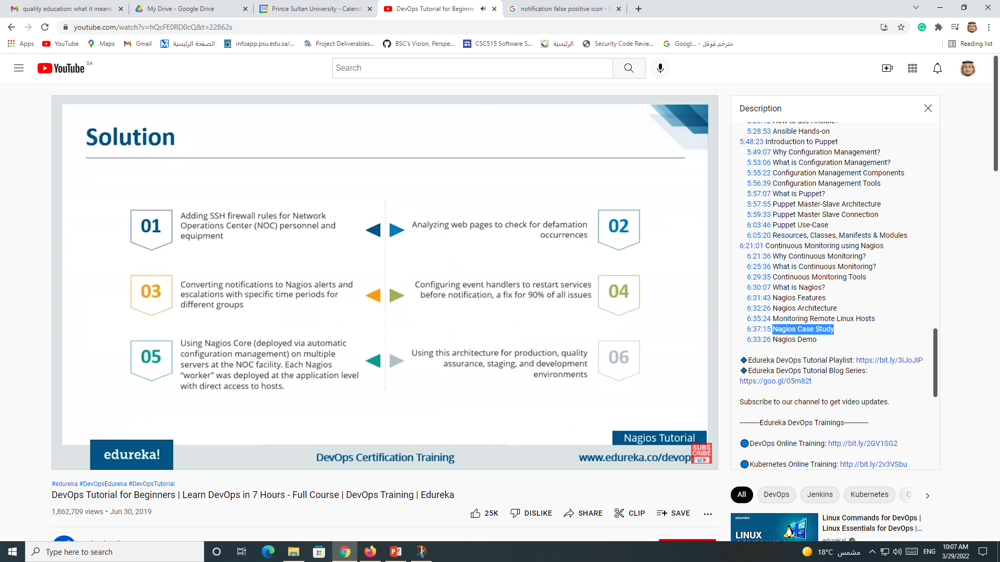 quality education: what it means
My Drive - Google Drive
Prince Sultan University - Calend
DevOps Tutorial for Beginner
notification false positive icon - G
youtube.com/watch?v=hQcFE0RD0cQ&t=22862s
Apps
YouTube
Maps
Gmail
الصفحة الرئيسية
infoapp.psu.edu.sa/...
Project Deliverables...
BSC's Vision, Perspe...
CSC515 Software S...
الرئيسية
Security Code Revie...
مترجم قوقل - Googl...
Reading list
YouTube SA
Search
Solution
01
Adding SSH firewall rules for Network
Operations Center (NOC) personnel and
equipment
Analyzing web pages to check for defamation
occurrences
02
03
Converting notifications to Nagios alerts and
escalations with specific time periods for
different groups
Configuring event handlers to restart services
before notification, a fix for 90% of all issues
04
05
Using Nagios Core (deployed via automatic
configuration management) on multiple
servers at the NOC facility. Each Nagios
“worker” was deployed at the application level
with direct access to hosts.
Using this architecture for production, quality
assurance, staging, and development
environments
06
Nagios Tutorial
edureka!
DevOps Certification Training
www.edureka.co/devop
SUBS
CRIBE
e!
Description
5:28:53 Ansible Hands-on
5:48:23 Introduction to Puppet
5:49:07 Why Configuration Management?
5:53:06 What is Configuration Management?
5:55:22 Configuration Management Components
5:56:39 Configuration Management Tools
5:57:07 What is Puppet?
5:57:55 Puppet Master-Slave Architecture
5:59:33 Puppet Master Slave Connection
6:03:46 Puppet Use-Case
6:05:20 Resources, Classes, Manifests & Modules
6:21:01 Continuous Monitoring using Nagios
6:21:36 Why Continuous Monitoring?
6:25:36 What is Continuous Monitoring?
6:29:35 Continuous Monitoring Tools
6:30:07 What is Nagios?
6:31:43 Nagios Features
6:32:26 Nagios Architecture
6:35:24 Monitoring Remote Linux Hosts
6:37:15 Nagios Case Study
6:33:26 Nagios Demo
Edureka DevOps Tutorial Playlist: https://bit.ly/3iJoJIP
Edureka DevOps Tutorial Blog Series:
https://goo.gl/05m82t
Subscribe to our channel to get video updates.
----------Edureka DevOps Trainings------------
DevOps Online Training: http://bit.ly/2GV1SG2
Kubernetes Online Training: http://bit.ly/2v3VSbu
#edureka #DevOpsEdureka #DevOpsTutorial
DevOps Tutorial for Beginners | Learn DevOps in 7 Hours - Full Course | DevOps Training | Edureka
1,862,709 views • Jun 30, 2019
25K
DISLIKE
SHARE
CLIP
SAVE
All
DevOps
Jenkins
Kubernetes
edureka!
LINUX
Linux Commands for DevOps |
Linux Essentials for DevOps |...
Type here to search
18°C مشمس
ENG
10:07 AM
3/29/2022